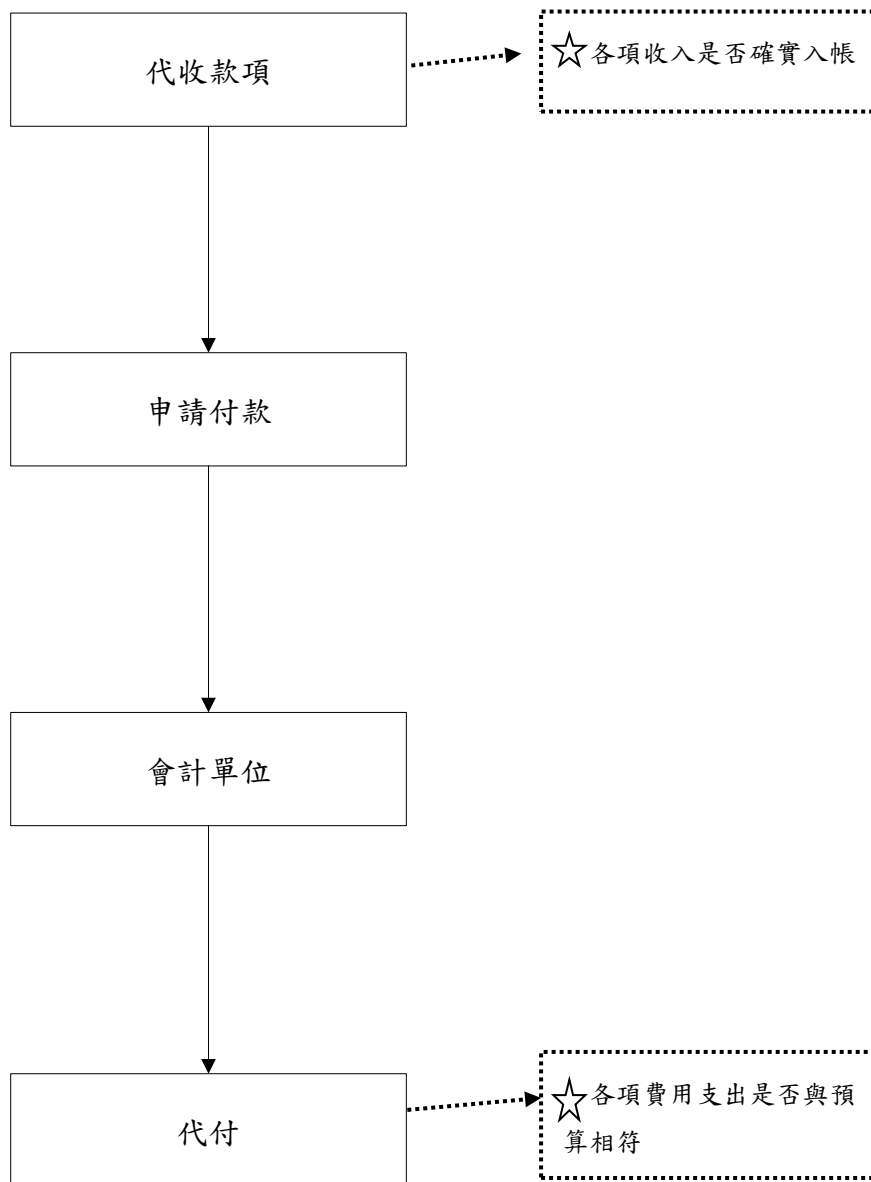 代收款項
☆各項收入是否確實入帳
申請付款
會計單位
代付
☆各項費用支出是否與預
算相符